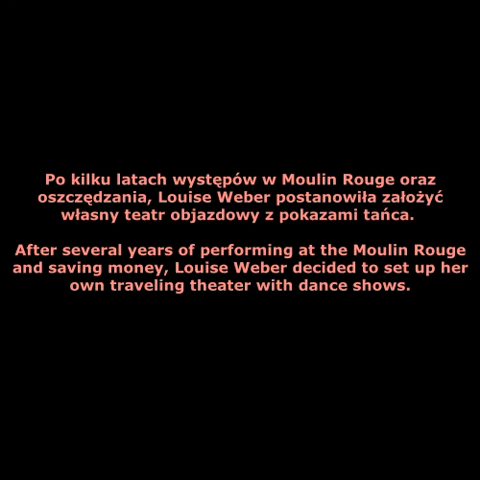 Po kilku latach występów w Moulin Rouge oraz
oszczędzania, Louise Weber postanowiła założyć
własny teatr objazdowy z pokazami tańca.
After several years of performing at the Moulin Rouge
and saving money, Louise Weber decided to set up her
own traveling theater with dance shows.